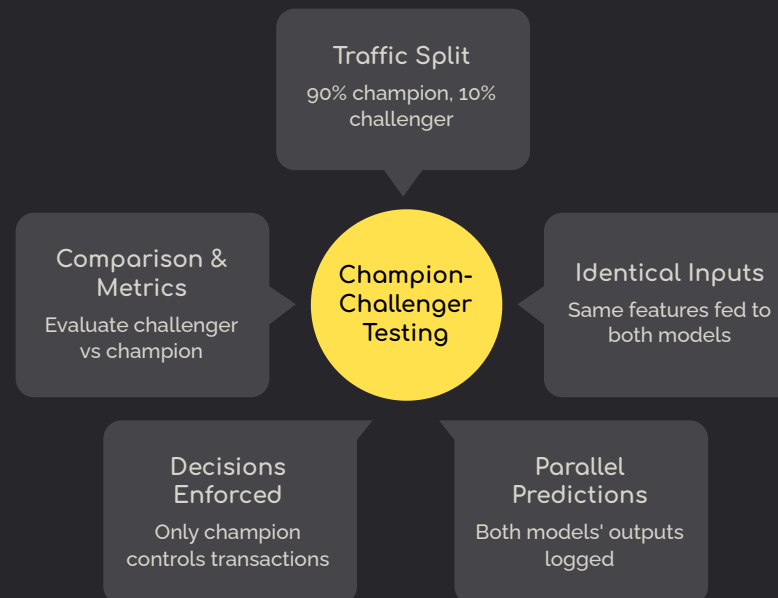 Traffic Split
90% champion, 10%
challenger
Comparison &
Metrics
Evaluate challenger
vs champion
Champion-
Challenger
Testing
Identical Inputs
Same features fed to
both models
Decisions
Enforced
Only champion
controls transactions
Parallel
Predictions
Both models' outputs
logged